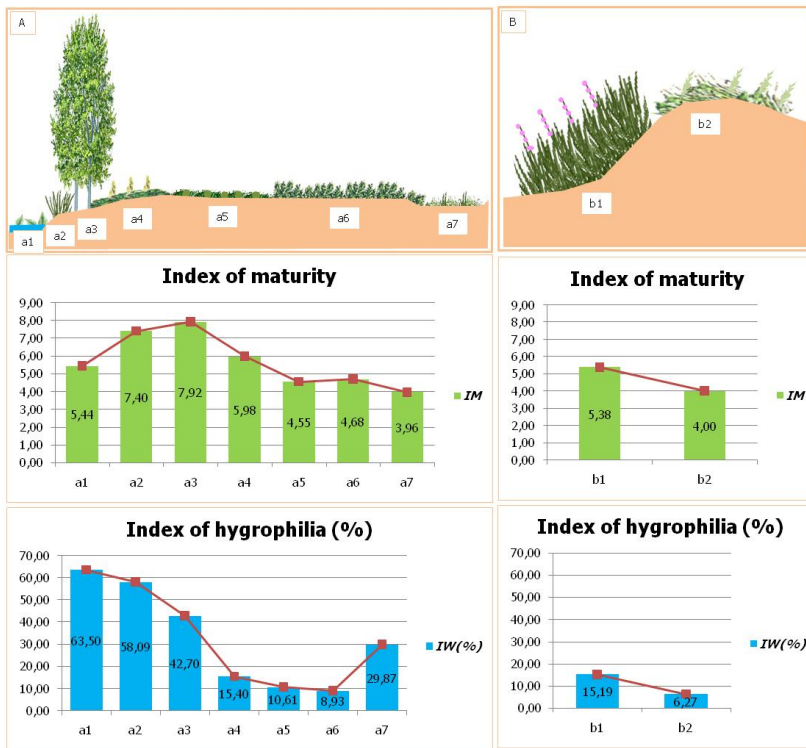 A
a1
a2
a3
a4
a5
a6
a7
B
b1
b2
Index of maturity
9,00
8,00
7,00
6,00
5,00
4,00
3,00
2,00
1,00
0,00
5,44
7,40
7,92
5,98
4,55
4,68
3,96
a1 a2 a3 a4 a5 a6 a7
IM
Index of maturity
9,00
8,00
7,00
6,00
5,00
4,00
3,00
2,00
1,00
0,00
5,38
4,00
b1 b2
IM
Index of hygrophilia (%)
70,00
60,00
50,00
40,00
30,00
20,00
10,00
0,00
63,50
58,09
42,70
15,40
10,61
8,93
29,87
a1 a2 a3 a4 a5 a6 a7
IW(%)
Index of hygrophilia (%)
70,00
60,00
50,00
40,00
30,00
20,00
10,00
0,00
15,19
6,27
b1 b2
IW(%)